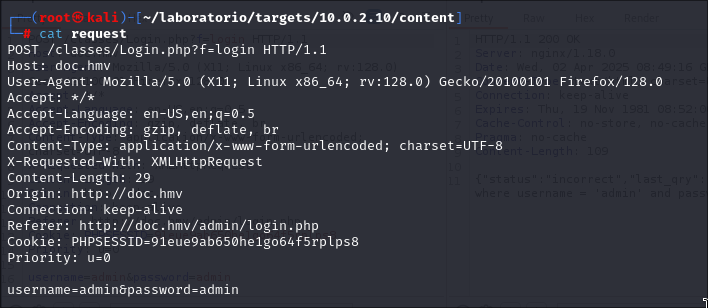 ┌──(root㉿kali)-[~/laboratorio/targets/10.0.2.10/content]
└─# cat request
POST /classes/Login.php?f=login HTTP/1.1
Host: doc.hmv
User-Agent: Mozilla/5.0 (X11; Linux x86_64; rv:128.0) Gecko/20100101 Firefox/128.0
Accept: */*
Accept-Language: en-US,en;q=0.5
Accept-Encoding: gzip, deflate, br
Content-Type: application/x-www-form-urlencoded; charset=UTF-8
X-Requested-With: XMLHttpRequest
Content-Length: 29
Origin: http://doc.hmv
Connection: keep-alive
Referer: http://doc.hmv/admin/login.php
Cookie: PHPSESSID=91eue9ab650he1go64f5rplps8
Priority: u=0
username=admin&password=admin